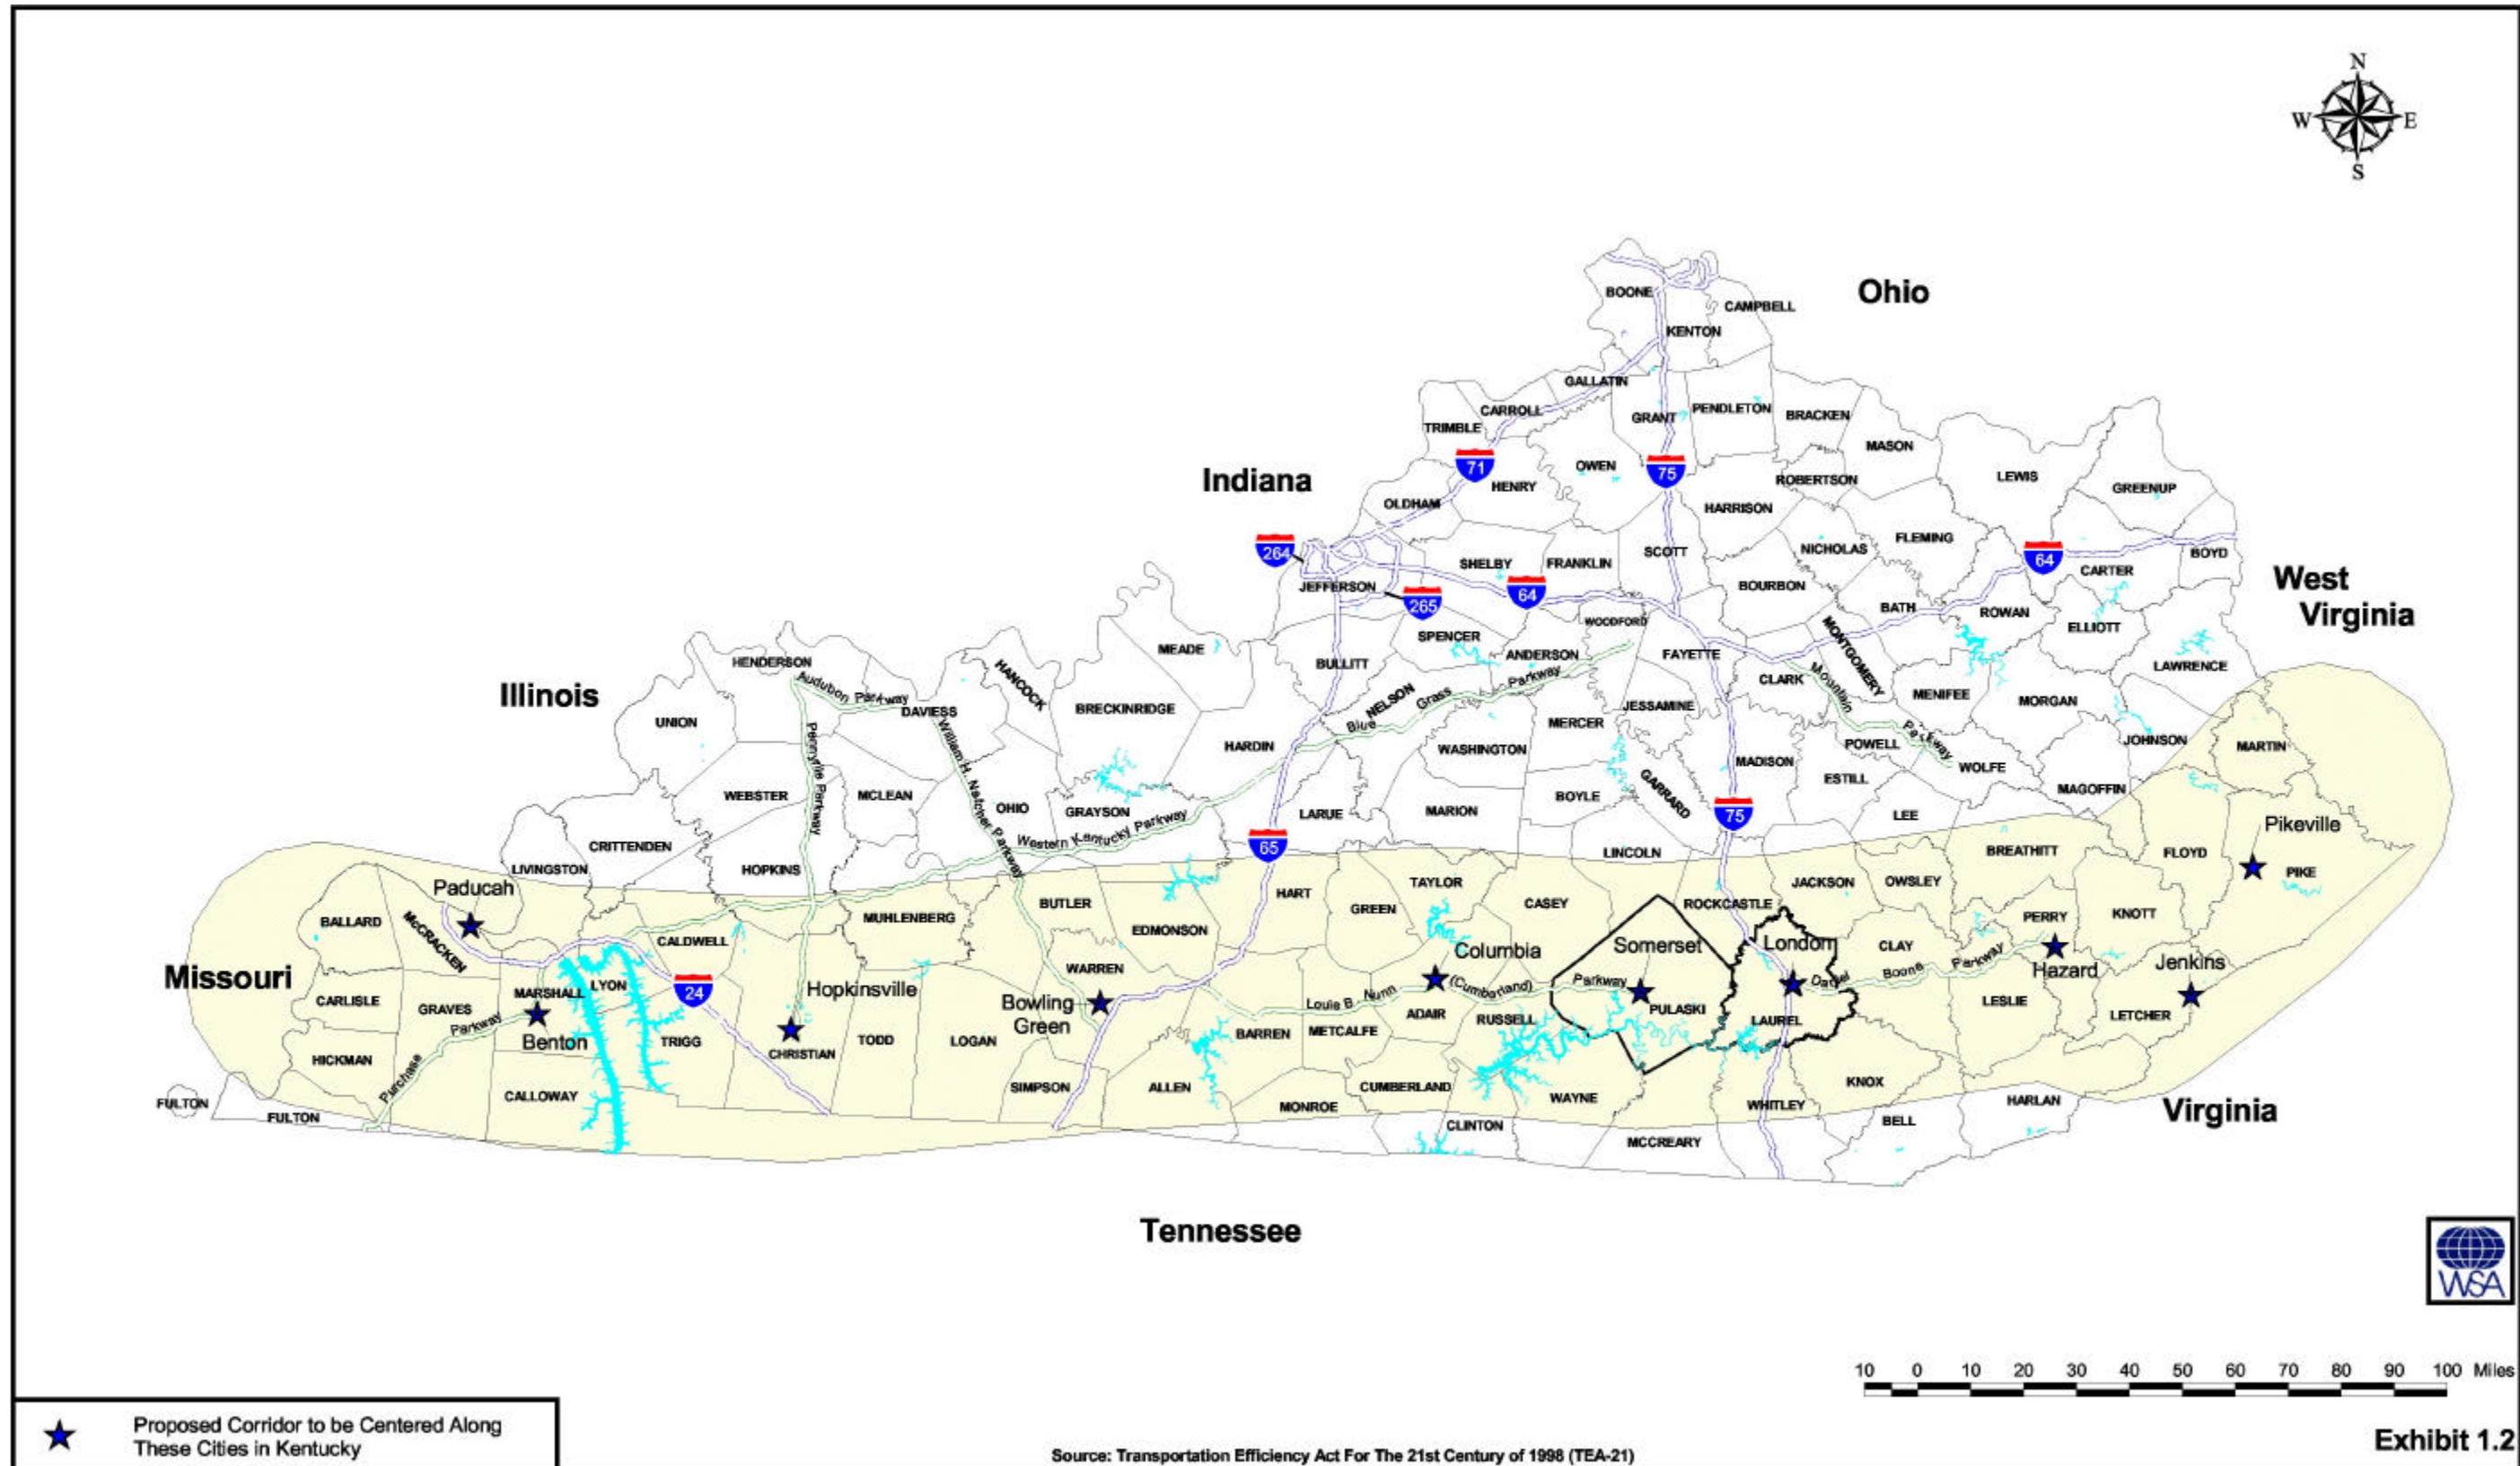 N
W E
S
Ohio
BOONE
CAMPBELL
KENTON
GALLATIN
CARROLL
TRIMBLE
GRANT
PENDLETON
BRACKEN
MASON
71
75
OWEN
HENRY
Indiana
ROBERTSON
LEWIS
GREENUP
OLDHAM
HARRISON
264
SHELBY
FRANKLIN
SCOTT
NICHOLAS
FLEMING
64
BOYD
CARTER
JEFFERSON
265
64
BOURBON
BATH
ROWAN
West
Virginia
WOODFORD
SPENCER
ELLIOTT
MEADE
ANDERSON
FAYETTE
MONTGOMERY
HENDERSON
BULLITT
LAWRENCE
HANCOCK
Illinois
Audubon Parkway
DAVIESS
CLARK
Mountain
Parkway
MENIFEE
MORGAN
UNION
BRECKINRIDGE
NELSON
Blue Grass Parkway
JESSAMINE
MERCER
HARDIN
WASHINGTON
POWELL
JOHNSON
MARTIN
Pennyrile Parkway
William H. Natcher Parkway
MADISON
WOLFE
ESTILL
WEBSTER
MCLEAN
OHIO
GRAYSON
LARUE
MARION
BOYLE
GARRARD
MAGOFFIN
LEE
75
Pikeville
Western Kentucky Parkway
65
CRITTENDEN
LINCOLN
BREATHITT
FLOYD
LIVINGSTON
HOPKINS
PIKE
Paducah
HART
TAYLOR
JACKSON
OWSLEY
BUTLER
GREEN
CASEY
ROCKCASTLE
BALLARD
McCRACKEN
MUHLENBERG
PERRY
KNOTT
CALDWELL
EDMONSON
Columbia
Somerset
London
CLAY
Missouri
WARREN
Hazard
Jenkins
MARSHALL
LYON
24
Hopkinsville
Bowling
Green
Louie B. Nunn
(Cumberland)
Parkway
Daniel Boone Parkway
CARLISLE
GRAVES
LESLIE
Purchase Parkway
PULASKI
LETCHER
Benton
TRIGG
CHRISTIAN
TODD
LOGAN
BARREN
METCALFE
ADAIR
RUSSELL
LAUREL
HICKMAN
SIMPSON
ALLEN
CUMBERLAND
KNOX
CALLOWAY
MONROE
WAYNE
WHITLEY
HARLAN
FULTON
FULTON
CLINTON
MCCREARY
BELL
Virginia
Tennessee
WSA
10 0 10 20 30 40 50 60 70 80 90 100 Miles
Proposed Corridor to be Centered Along
These Cities in Kentucky
Source: Transportation Efficiency Act For The 21st Century of 1998 (TEA-21)
Exhibit 1.2